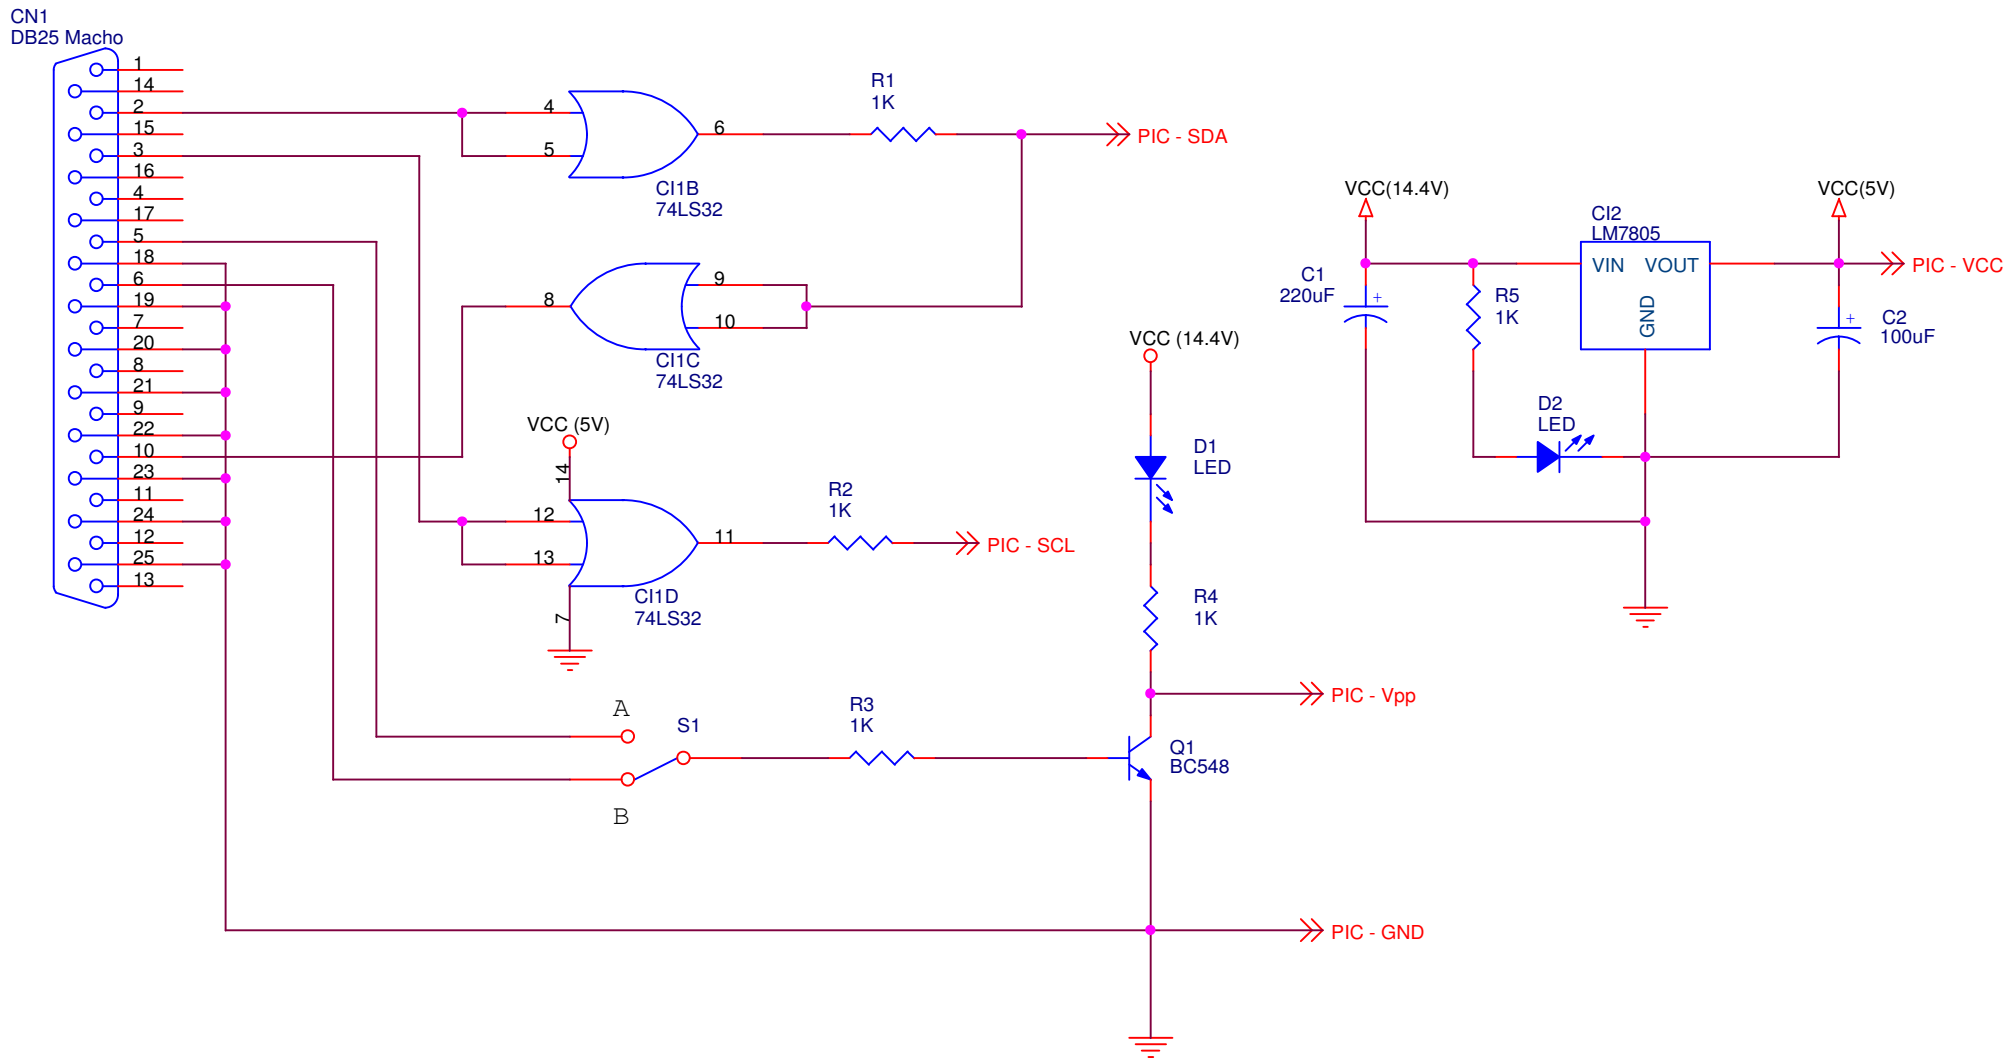 CN1
DB25 Macho
1
14
2
15
3
16
4
17
5
18
6
19
7
20
8
21
9
22
10
23
11
24
12
25
13
4
5
6
CI1B
74LS32
R1
1K
PIC - SDA
9
10
8
CI1C
74LS32
VCC (5V)
14
12
13
11
7
CI1D
74LS32
R2
1K
PIC - SCL
A
S1
B
R3
1K
VCC (14.4V)
D1
LED
R4
1K
PIC - Vpp
Q1
BC548
PIC - GND
VCC(14.4V)
C1
220uF
+
R5
1K
D2
LED
CI2
LM7805
VIN VOUT
GND
VCC(5V)
PIC - VCC
+
C2
100uF